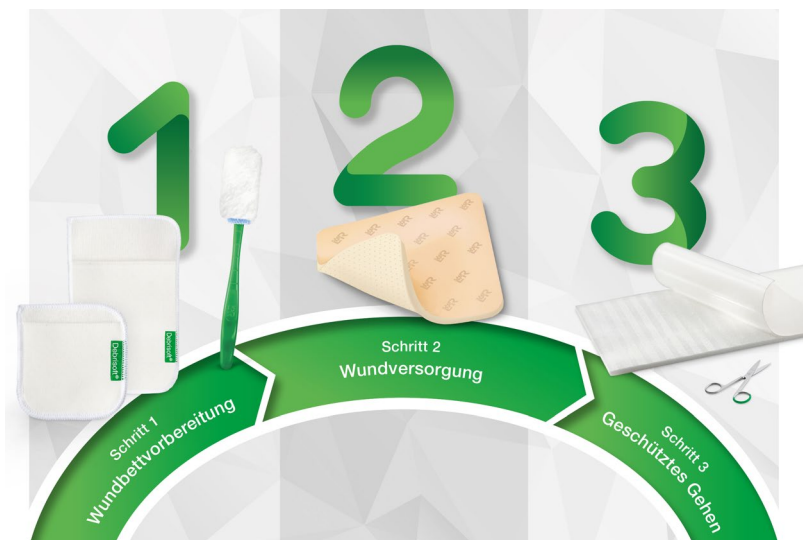 1
2
3
L&R
Debrisoft®
Debrisoft®
Schritt 1
Wundbettvorbereitung
Schritt 2
Wundversorgung
Schritt 3
Geschütztes Gehen